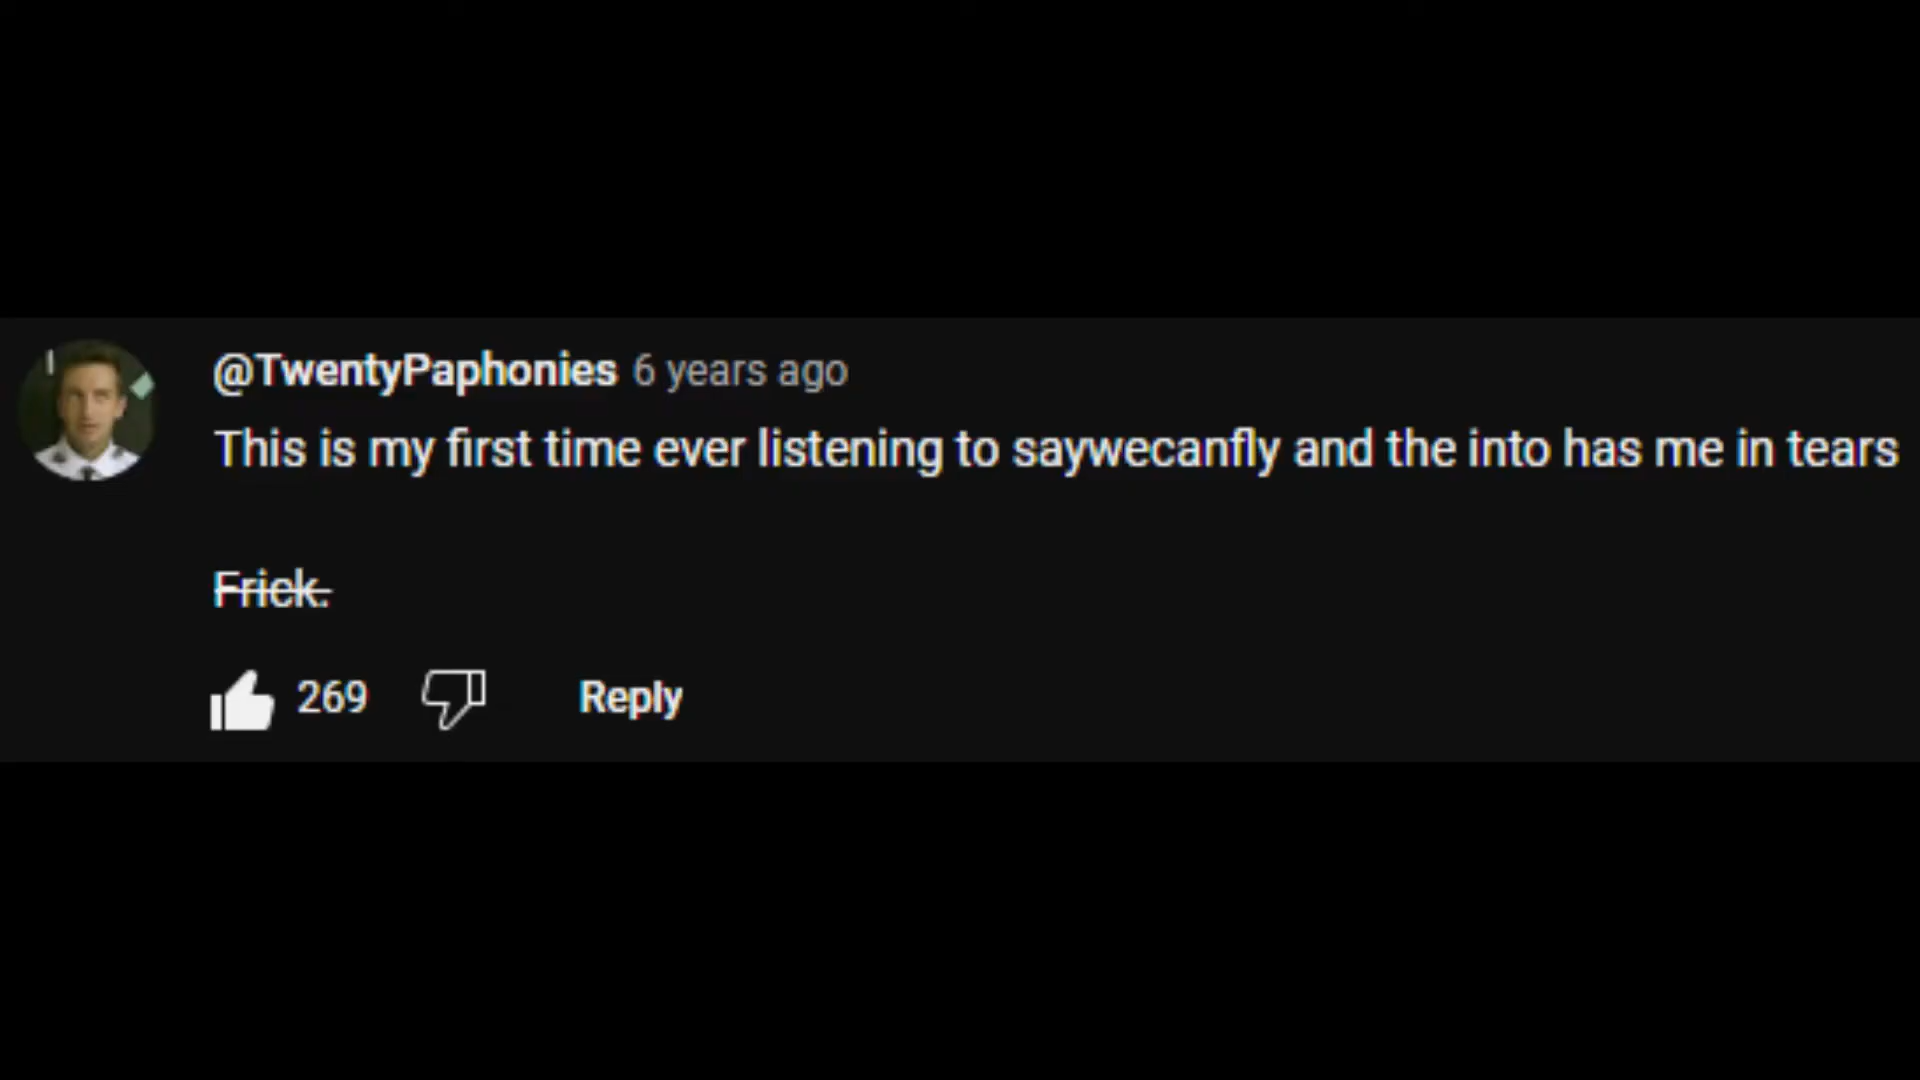 @TwentyPaphonies 6 years ago
This is my first time ever listening to saywecanfly and the into has me in tears
Frick.
269 Reply